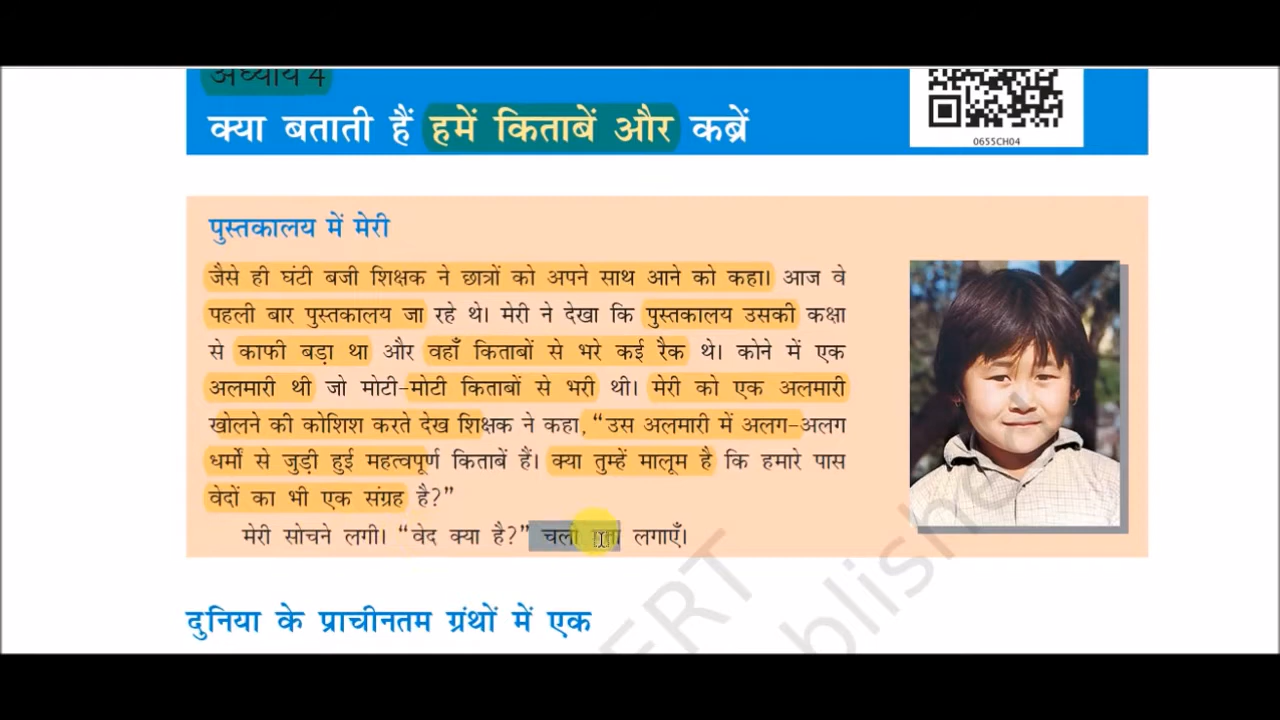 अध्याय 4
क्या बताती हैं हमें किताबें और कब्रें
0655CH04
पुस्तकालय में मेरी
जैसे ही घंटी बजी शिक्षक ने छात्रों को अपने साथ आने को कहा। आज वे
पहली बार पुस्तकालय जा रहे थे। मेरी ने देखा कि पुस्तकालय उसकी कक्षा
से काफी बड़ा था और वहाँ किताबों से भरे कई रैक थे। कोने में एक
अलमारी थी जो मोटी-मोटी किताबों से भरी थी। मेरी को एक अलमारी
खोलने की कोशिश करते देख शिक्षक ने कहा, “उस अलमारी में अलग-अलग
धर्मों से जुड़ी हुई महत्वपूर्ण किताबें हैं। क्या तुम्हें मालूम है कि हमारे पास
वेदों का भी एक संग्रह है?”
मेरी सोचने लगी। “वेद क्या है?” चलो पता लगाएँ।
दुनिया के प्राचीनतम ग्रंथों में एक